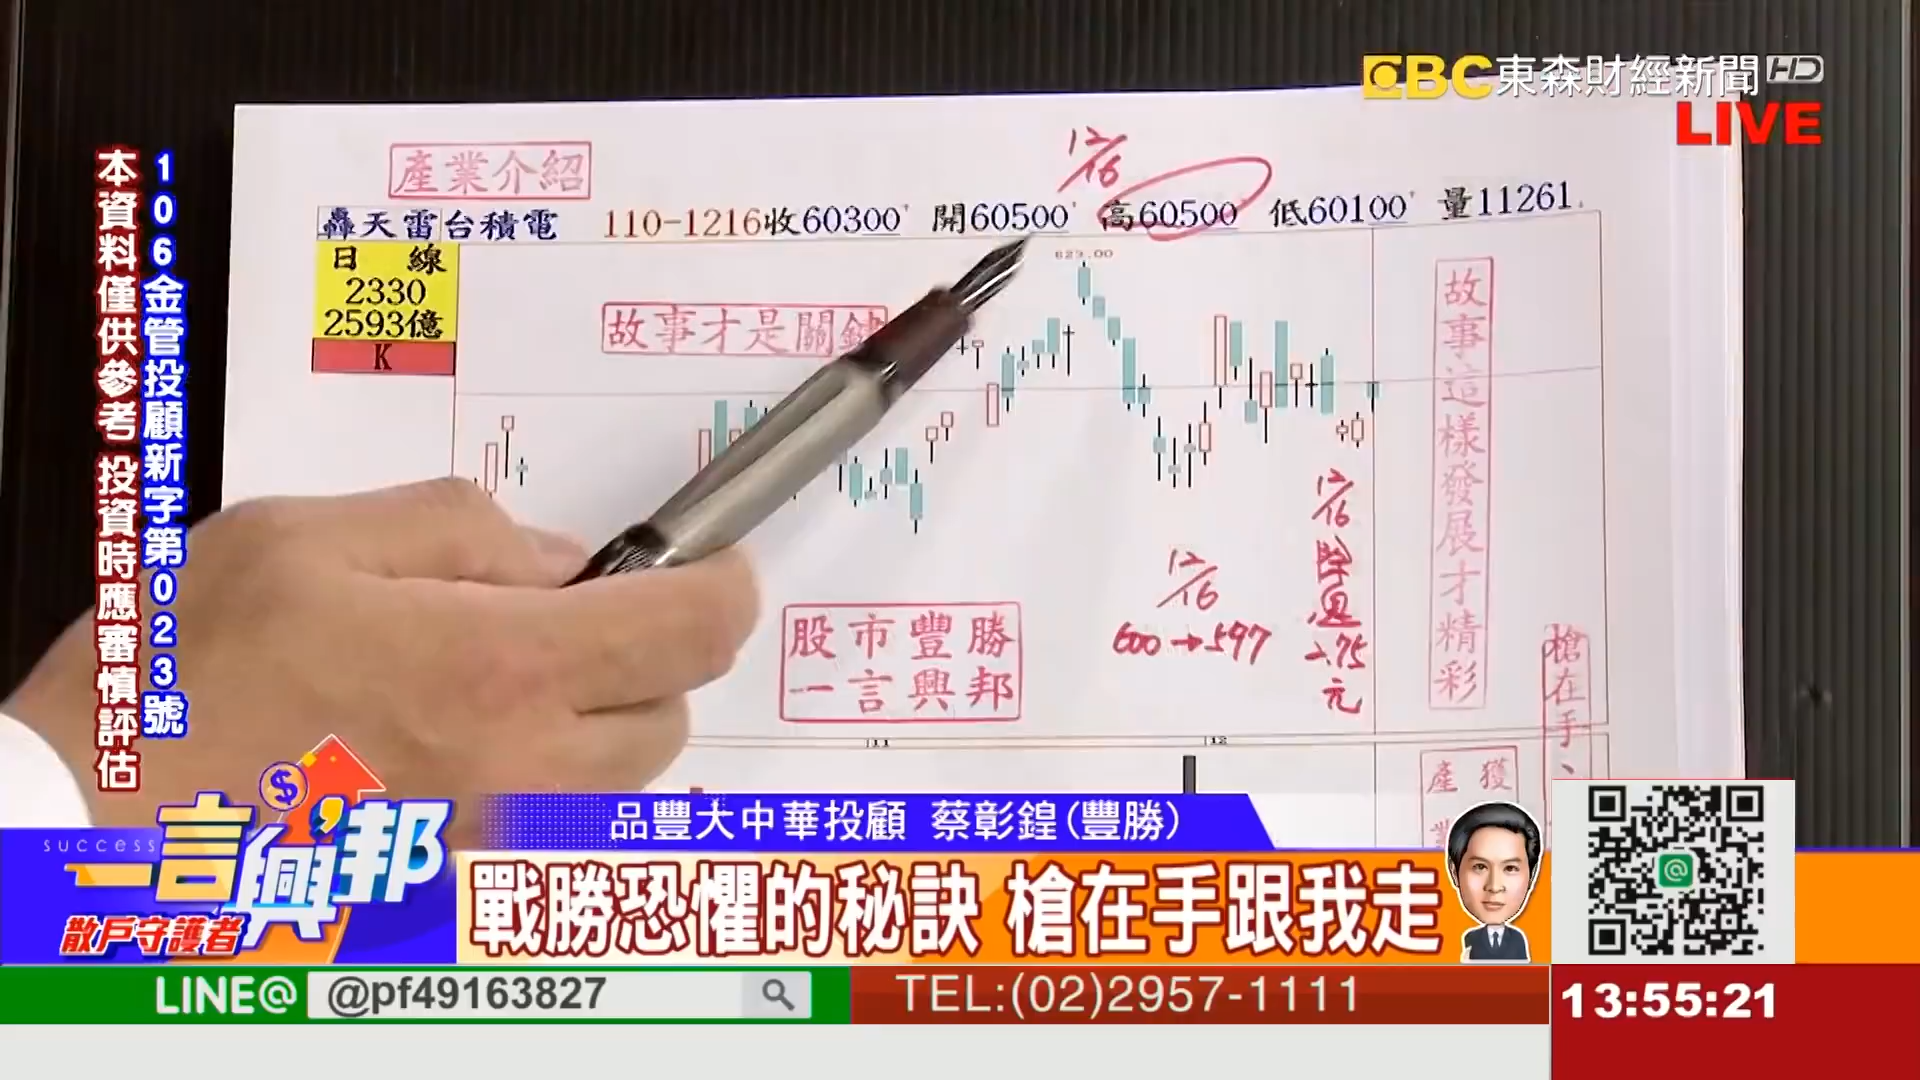 EBC東森財經新聞HD
LIVE
106金管投顧新字第023號
本資料僅供參考 投資時應審慎評估
產業介紹
12/16
轟天雷台積電 110-1216收60300 開60500 高60500 低60100 量11261
日 線
2330
2593億
K
623.00
故事才是關鍵
故事這樣發展才精彩
12/16
除息
2.75
元
12/16
600→597
股市豐勝
一言興邦
槍在手、
11 12
產獲
success
一言興邦
散戶守護者
品豐大中華投顧 蔡彰鍠(豐勝)
戰勝恐懼的秘訣 槍在手跟我走
LINE@ @pf49163827
TEL:(02)2957-1111
13:55:21